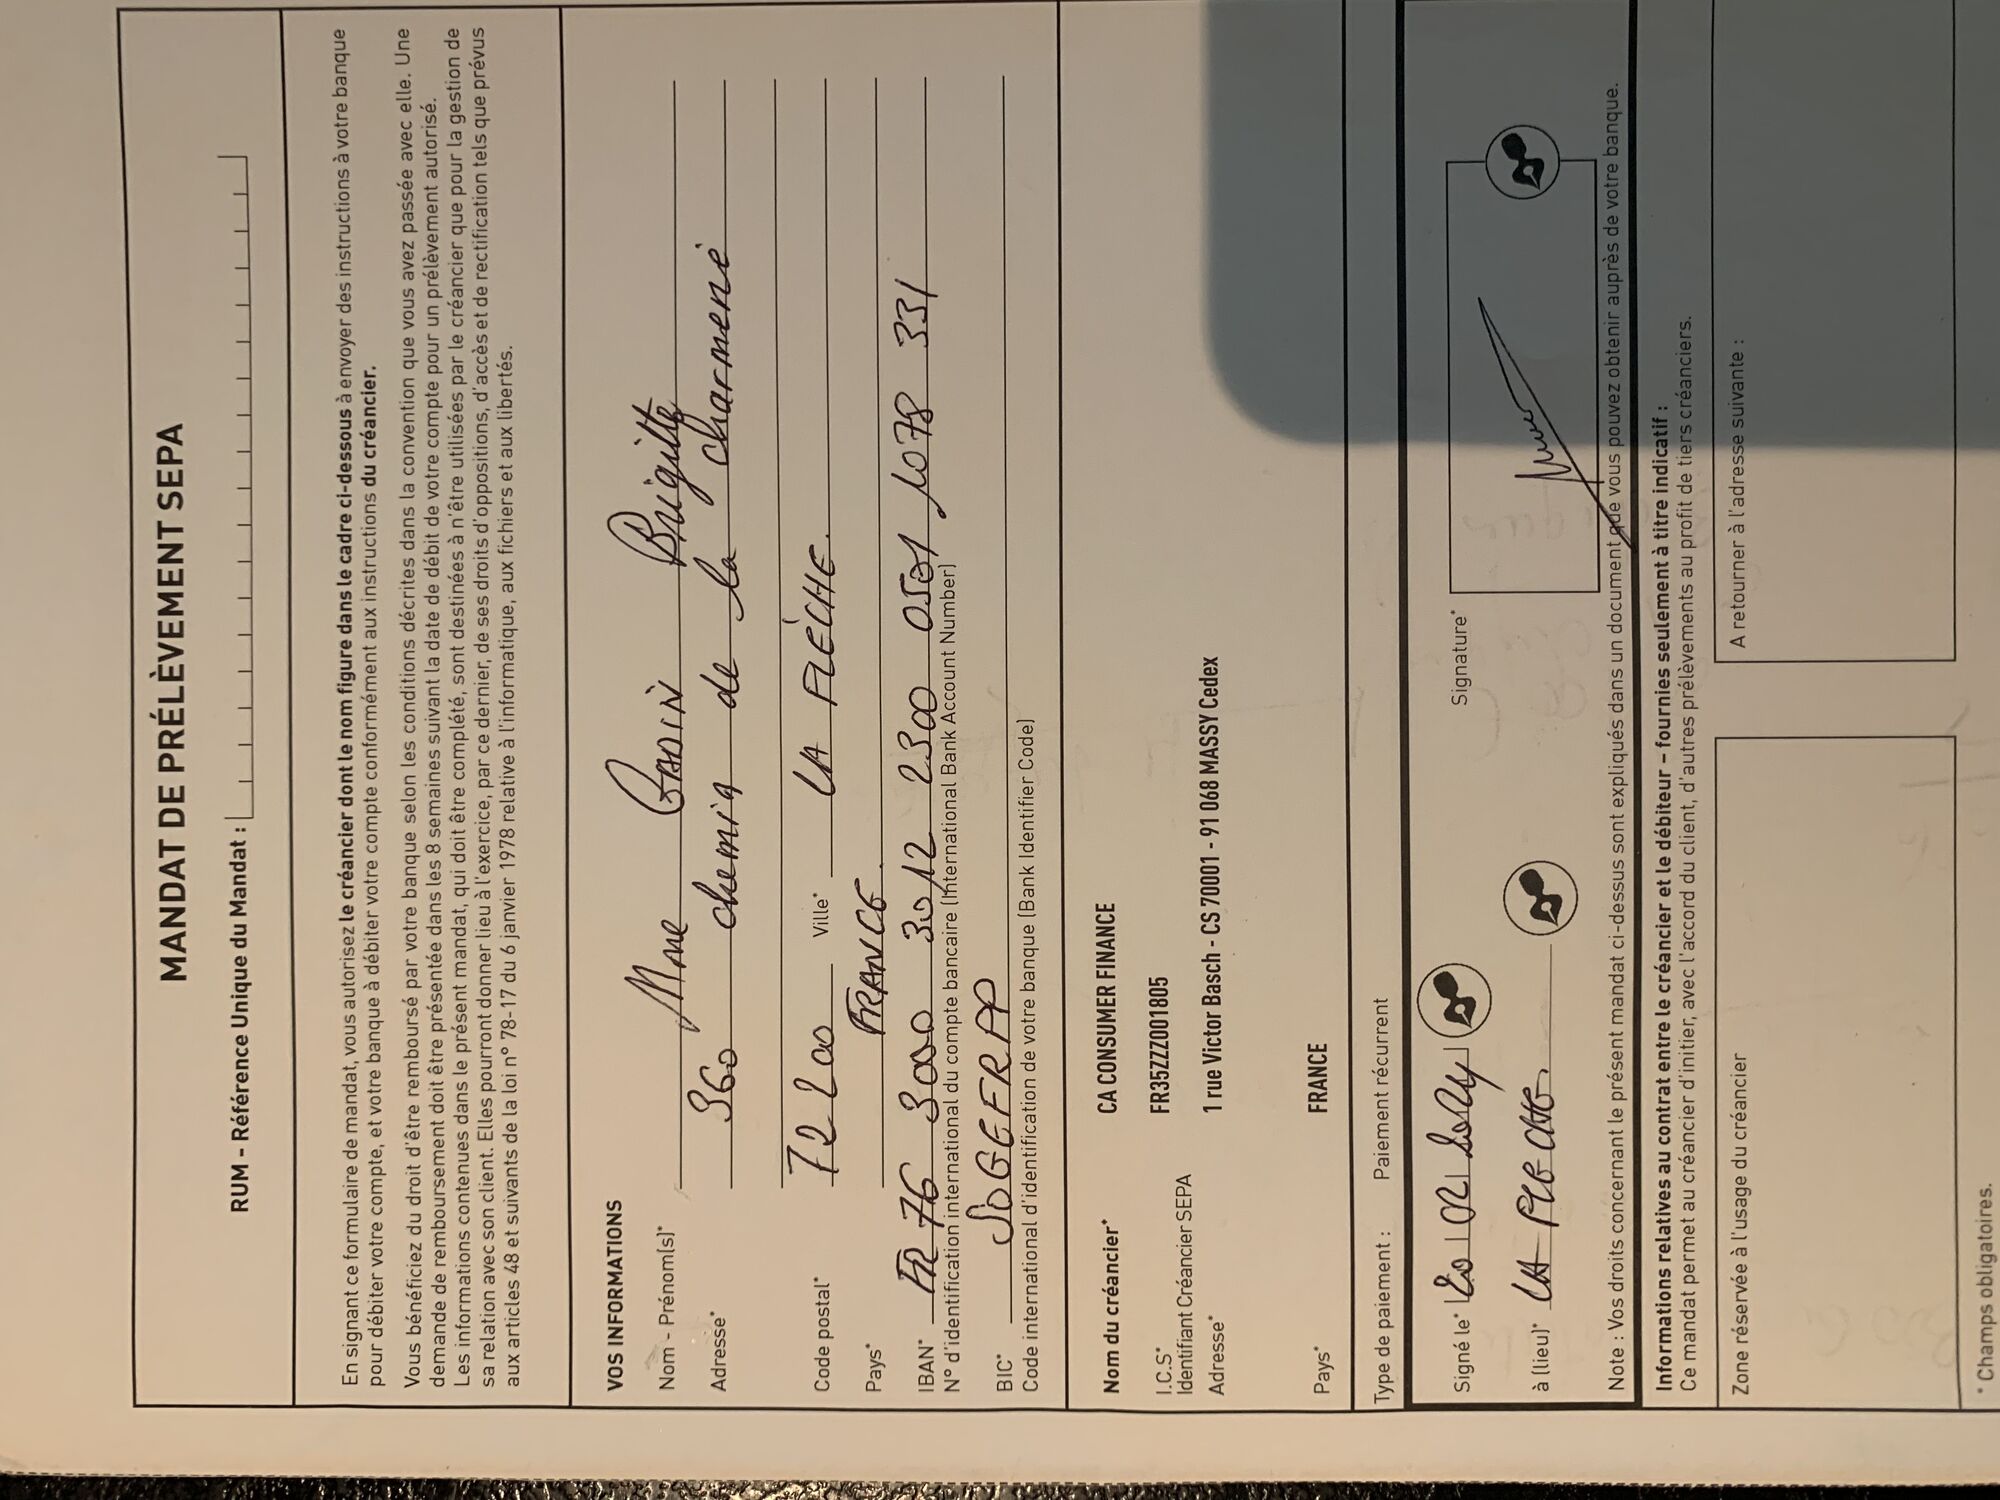 MANDAT DE PRÉLÈVEMENT SEPA
RUM - Référence Unique du Mandat :
En signant ce formulaire de mandat, vous autorisez le créancier dont le nom figure dans le cadre ci-dessous à envoyer des instructions à votre banque
pour débiter votre compte, et votre banque à débiter votre compte conformément aux instructions du créancier.
Vous bénéficiez du droit d'être remboursé par votre banque selon les conditions décrites dans la convention que vous avez passée avec elle. Une
demande de remboursement doit être présentée dans les 8 semaines suivant la date de débit de votre compte pour un prélèvement autorisé.
Les informations contenues dans le présent mandat, qui doit être complété, sont destinées à n'être utilisées par le créancier que pour la gestion de
sa relation avec son client. Elles pourront donner lieu à l'exercice, par ce dernier, de ses droits d'oppositions, d'accès et de rectification tels que prévus
aux articles 48 et suivants de la loi n° 78-17 du 6 janvier 1978 relative à l'informatique, aux fichiers et aux libertés.
VOS INFORMATIONS
Nom - Prénom(s)* Mme Brigitte
Adresse* 360 chemin de la
Code postal* 72200 Ville* LA FLÈCHE.
Pays* FRANCE.
IBAN* FR 76 3000 3012 2300 0501 1078 331
N° d'identification international du compte bancaire (International Bank Account Number)
BIC* SOGEFRPP
Code international d'identification de votre banque (Bank Identifier Code)
Nom du créancier* CA CONSUMER FINANCE
I.C.S* FR35ZZZ001805
Identifiant Créancier SEPA
Adresse* 1 rue Victor Basch - CS 70001 - 91 068 MASSY Cedex
Pays* FRANCE
Type de paiement : Paiement récurrent
Signé le* 20 02 Signature*
à (lieu)* LA FLECHE.
Note : Vos droits concernant le présent mandat ci-dessus sont expliqués dans un document que vous pouvez obtenir auprès de votre banque.
Informations relatives au contrat entre le créancier et le débiteur - fournies seulement à titre indicatif :
Ce mandat permet au créancier d'initier, avec l'accord du client, d'autres prélèvements au profit de tiers créanciers.
Zone réservée à l'usage du créancier
A retourner à l'adresse suivante :
* Champs obligatoires.